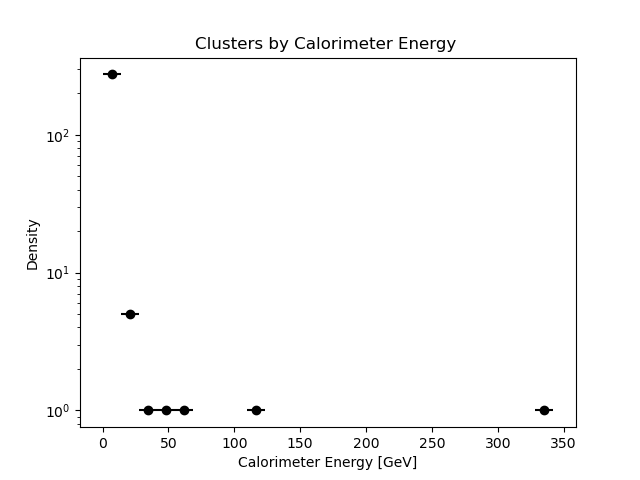 Clusters by Calorimeter Energy
Density
10²
10¹
10⁰
0 50 100 150 200 250 300 350
Calorimeter Energy [GeV]